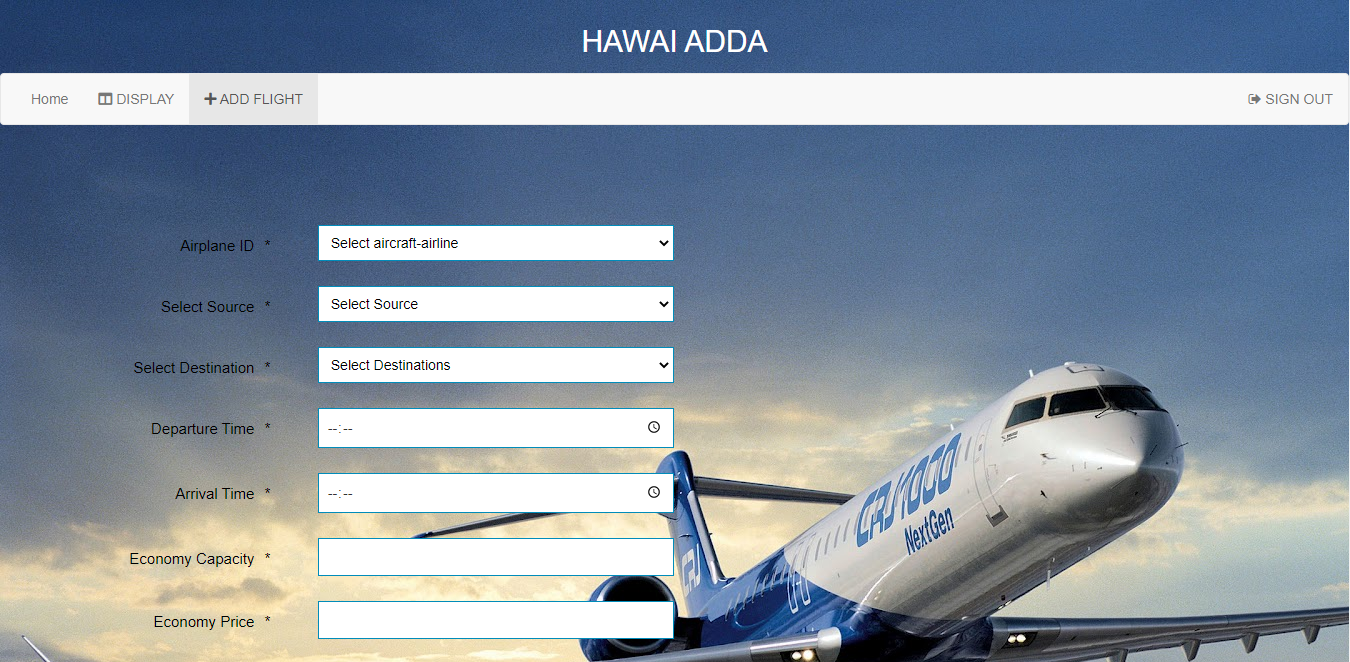 HAWAI ADDA
Home DISPLAY ADD FLIGHT SIGN OUT
Airplane ID * Select aircraft-airline
Select Source * Select Source
Select Destination * Select Destinations
Departure Time * --:--
Arrival Time * --:--
Economy Capacity *
Economy Price *
CRJ1000
NextGen
CRJ